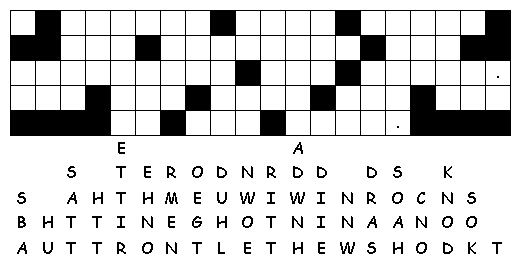 .
.
E A
S T E R O D N R D D D S K
S A H T H M E U W I W I N R O C N S
B H T T I N E G H O T N I N A A N O O
A U T T R O N T L E T H E W S H O D K T